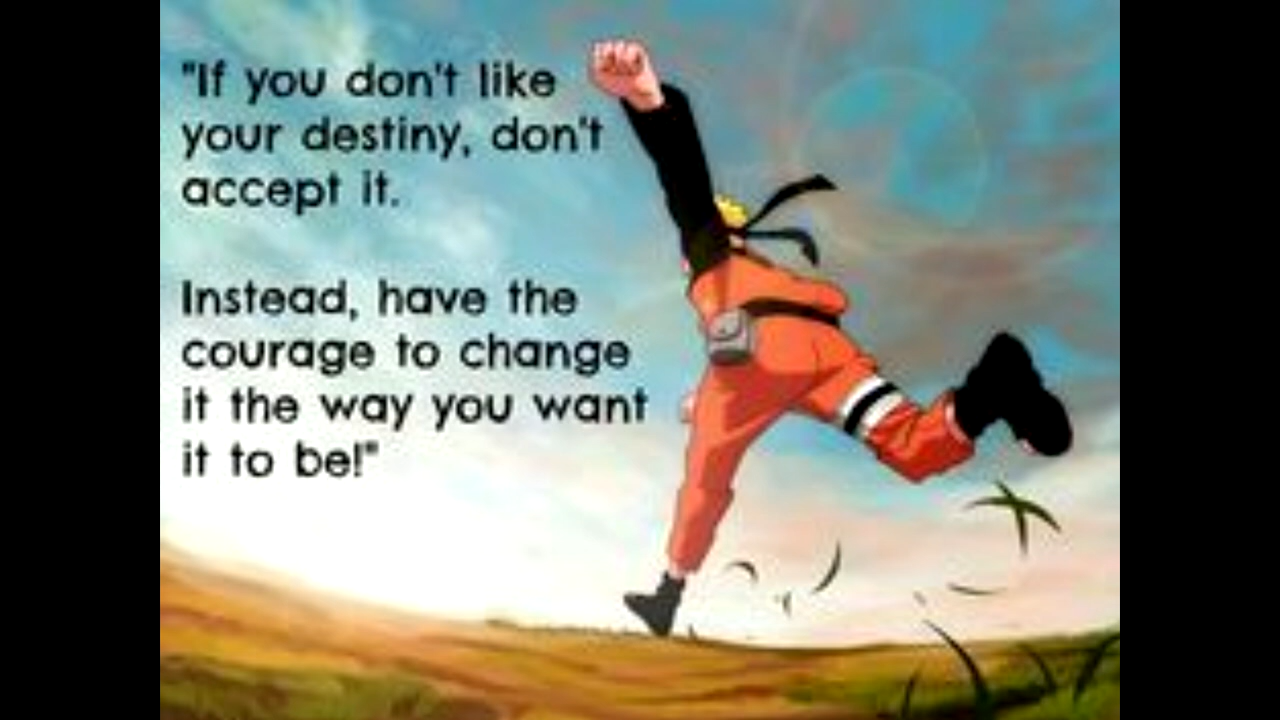 "If you don't like
your destiny, don't
accept it.
Instead, have the
courage to change
it the way you want
it to be!"